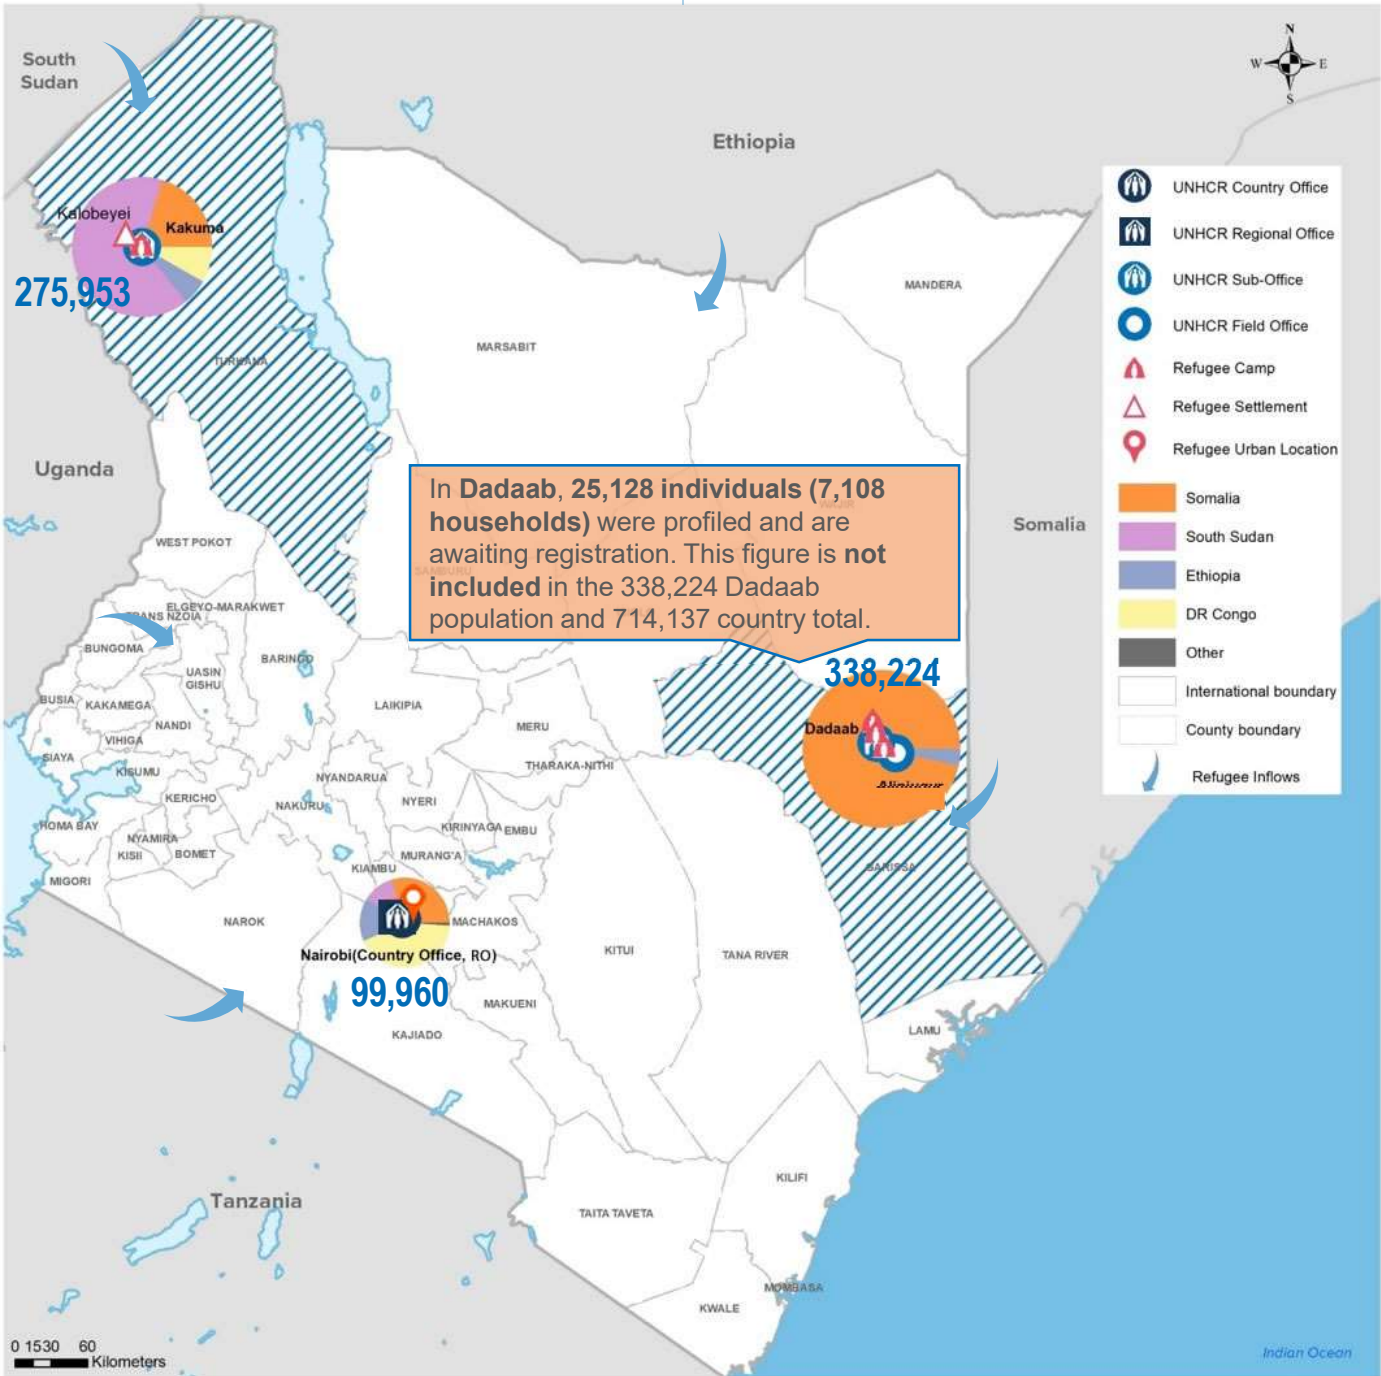 South
Sudan
N
W E
S
Ethiopia
UNHCR Country Office
UNHCR Regional Office
UNHCR Sub-Office
UNHCR Field Office
Refugee Camp
Refugee Settlement
Refugee Urban Location
Somalia
South Sudan
Ethiopia
DR Congo
Other
International boundary
County boundary
Refugee Inflows
Kalobeyei
Kakuma
275,953
TURKANA
MARSABIT
MANDERA
Uganda
Somalia
In Dadaab, 25,128 individuals (7,108
households) were profiled and are
awaiting registration. This figure is not
included in the 338,224 Dadaab
population and 714,137 country total.
WAJIR
SAMBURU
338,224
Dadaab
GARISSA
WEST POKOT
ELGEYO-MARAKWET
TRANS NZOIA
BUNGOMA
UASIN
GISHU
BARINGO
BUSIA
KAKAMEGA
NANDI
LAIKIPIA
MERU
VIHIGA
SIAYA
KISUMU
NYANDARUA
THARAKA-NITHI
KERICHO
NAKURU
NYERI
HOMA BAY
NYAMIRA
KIRINYAGA
EMBU
KISII
BOMET
MURANG'A
KIAMBU
MIGORI
NAROK
MACHAKOS
Nairobi(Country Office, RO)
99,960
KITUI
TANA RIVER
MAKUENI
KAJIADO
LAMU
KILIFI
Tanzania
TAITA TAVETA
MOMBASA
KWALE
0 1530 60
Kilometers
Indian Ocean